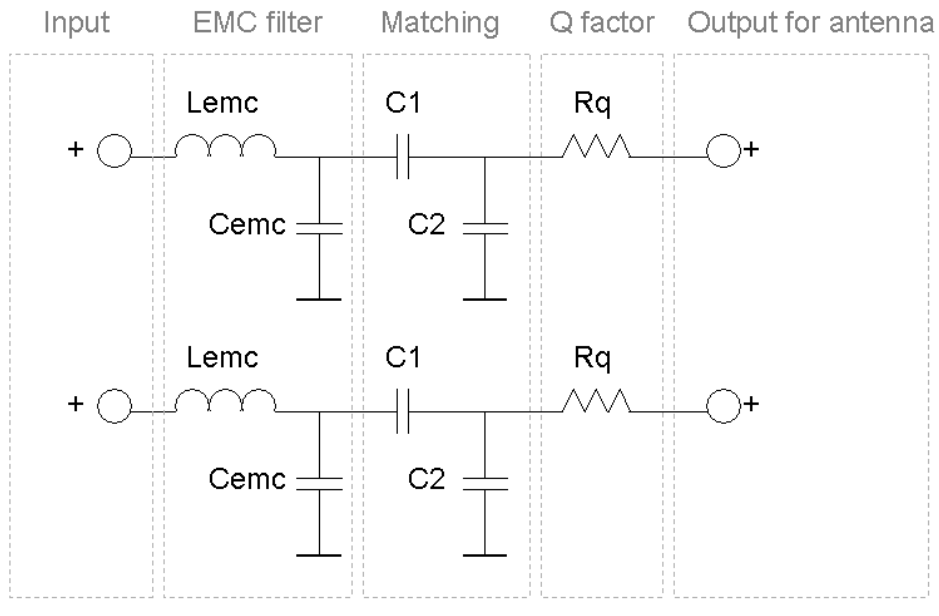 Input EMC filter Matching Q factor Output for antenna
Lemc C1 Rq
+ +
Cemc C2
Lemc C1 Rq
+ +
Cemc C2